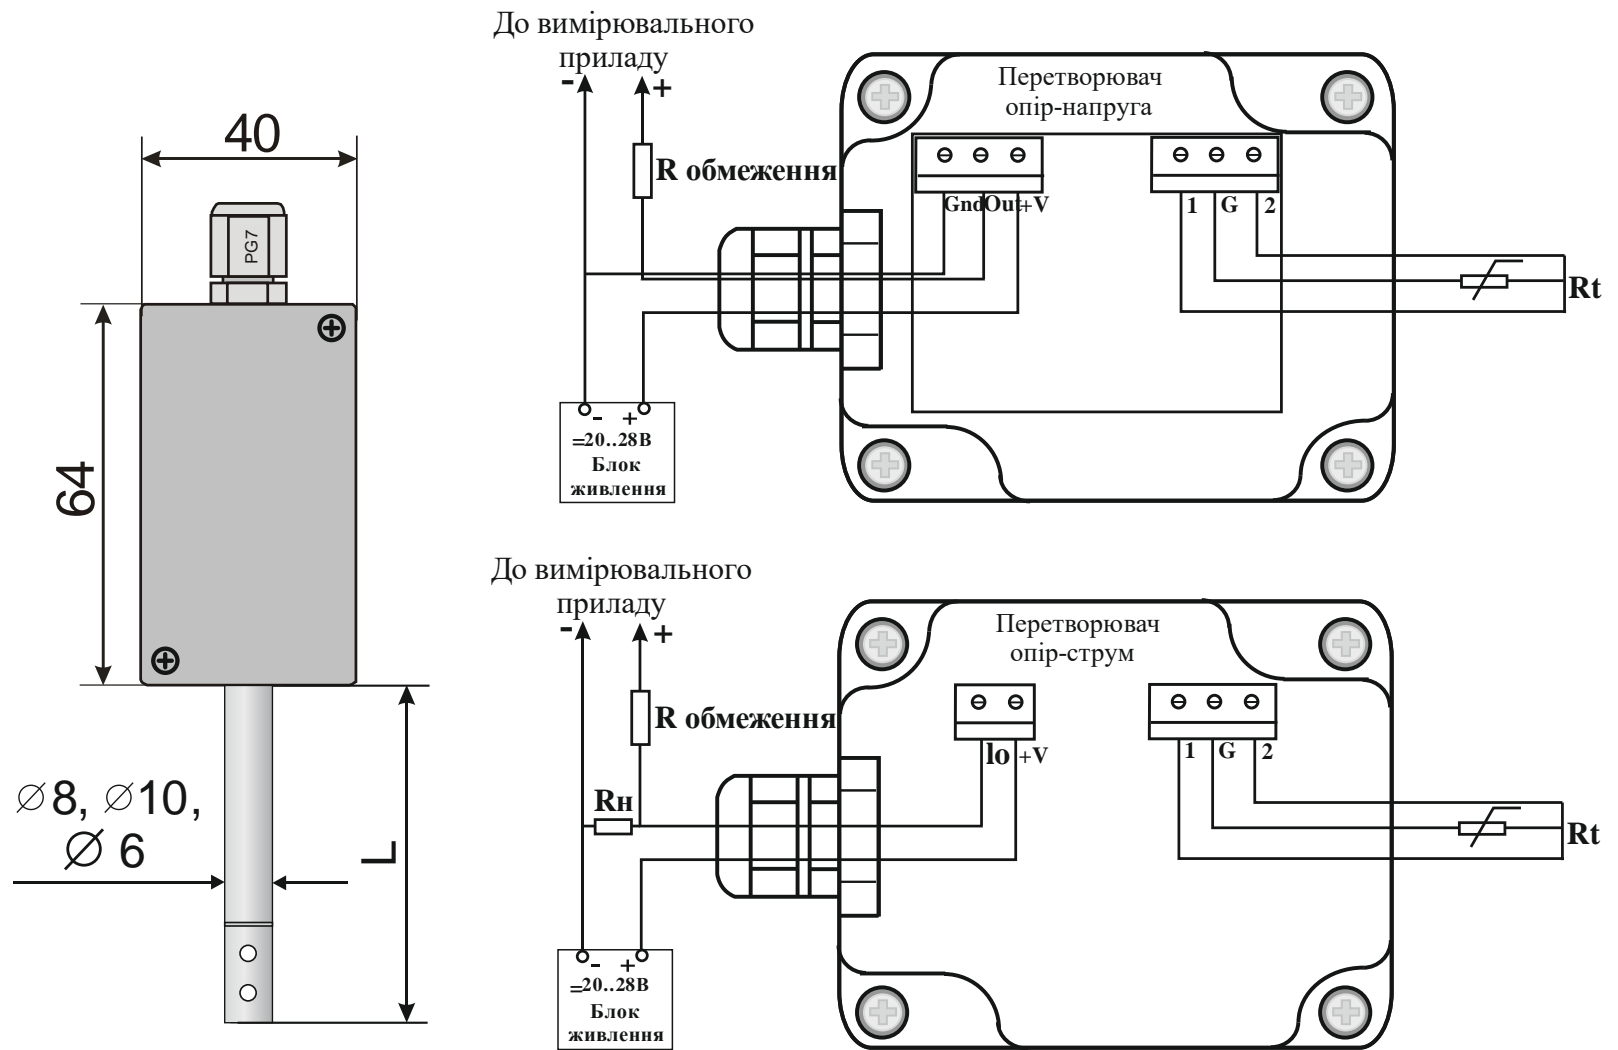 40
PG7
64
∅8, ∅10,
∅ 6
L
До вимірювального
приладу
- +
R обмеження
Перетворювач
опір-напруга
Gnd Out +V
1 G 2
Rt
- +
=20..28В
Блок
живлення
До вимірювального
приладу
- +
R обмеження
Rн
Перетворювач
опір-струм
Io +V
1 G 2
Rt
- +
=20..28В
Блок
живлення